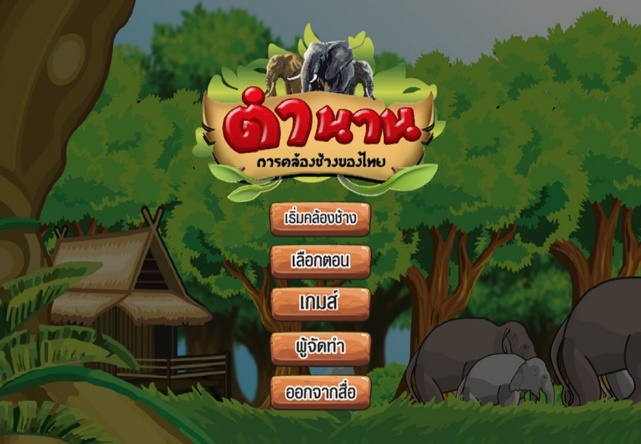 ตำนาน
การคล้องช้างของไทย
เริ่มคล้องช้าง
เลือกตอน
เกมส์
ผู้จัดทำ
ออกจากสื่อ